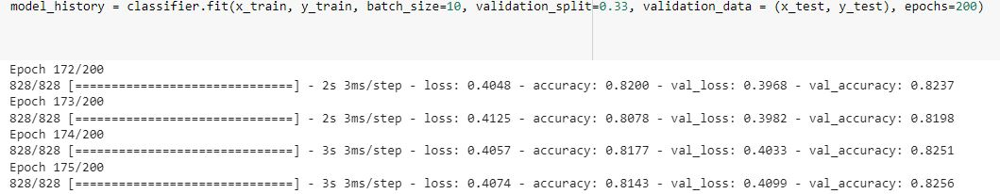 model_history = classifier.fit(x_train, y_train, batch_size=10, validation_split=0.33, validation_data = (x_test, y_test), epochs=200)
Epoch 172/200
828/828 [==============================] - 2s 3ms/step - loss: 0.4048 - accuracy: 0.8200 - val_loss: 0.3968 - val_accuracy: 0.8237
Epoch 173/200
828/828 [==============================] - 2s 3ms/step - loss: 0.4125 - accuracy: 0.8078 - val_loss: 0.3982 - val_accuracy: 0.8198
Epoch 174/200
828/828 [==============================] - 3s 3ms/step - loss: 0.4057 - accuracy: 0.8177 - val_loss: 0.4033 - val_accuracy: 0.8251
Epoch 175/200
828/828 [==============================] - 3s 3ms/step - loss: 0.4074 - accuracy: 0.8143 - val_loss: 0.4099 - val_accuracy: 0.8256